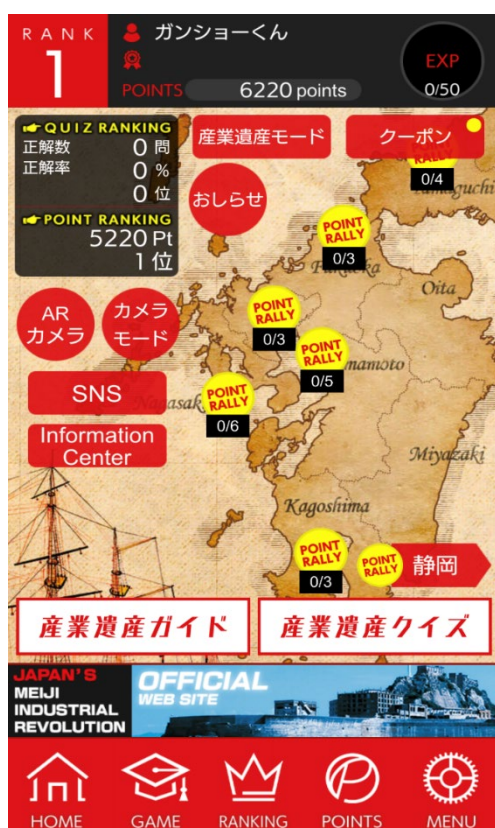 RANK
1
ガンショーくん
POINTS 6220 points
EXP
0/50
QUIZ RANKING
正解数 0 問
正解率 0 %
0 位
POINT RANKING
5220 Pt
1 位
産業遺産モード
クーポン
おしらせ
RALLY
0/4
Yamaguchi
POINT
RALLY
0/3
Fukuoka
Oita
AR
カメラ
カメラ
モード
POINT
RALLY
0/3
POINT
RALLY
0/5
Kumamoto
SNS
POINT
RALLY
0/6
Nagasaki
Information
Center
Miyazaki
Kagoshima
POINT
RALLY
0/3
POINT
RALLY
静岡
産業遺産ガイド
産業遺産クイズ
JAPAN'S
MEIJI
INDUSTRIAL
REVOLUTION
OFFICIAL
WEB SITE
HOME
GAME
RANKING
POINTS
MENU